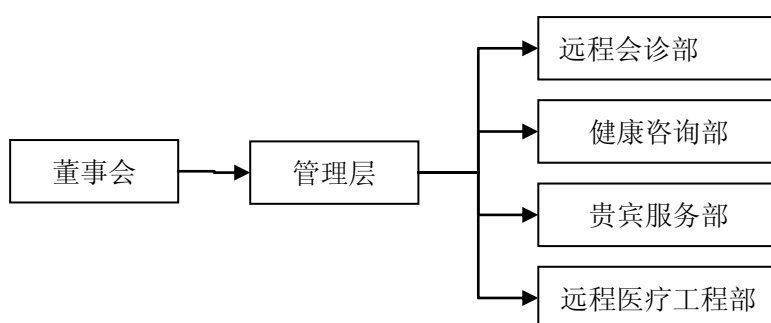 远程会诊部
健康咨询部
董事会
管理层
贵宾服务部
远程医疗工程部